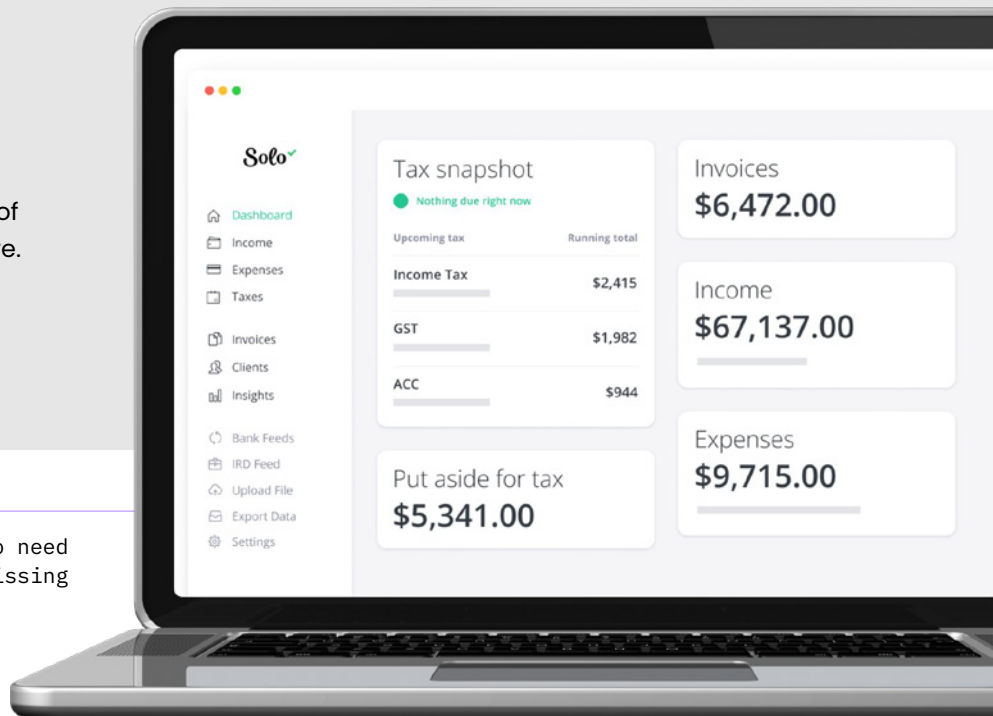 of
e.
o need
issing
Solo
Dashboard
Income
Expenses
Taxes
Invoices
Clients
Insights
Bank Feeds
IRD Feed
Upload File
Export Data
Settings
Tax snapshot
Nothing due right now
Upcoming tax Running total
Income Tax $2,415
GST $1,982
ACC $944
Put aside for tax
$5,341.00
Invoices
$6,472.00
Income
$67,137.00
Expenses
$9,715.00